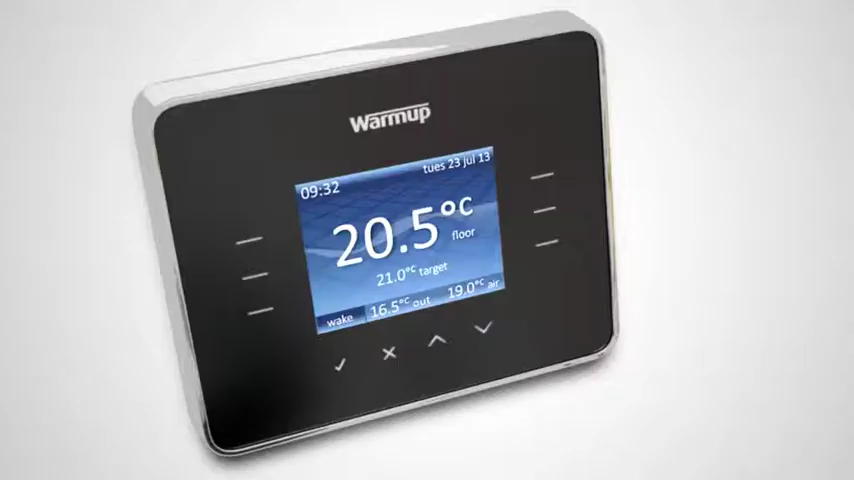 Warmup
09:32 tues 23 jul 13
20.5°C floor
21.0°C target
wake 16.5°C out 19.0°C air